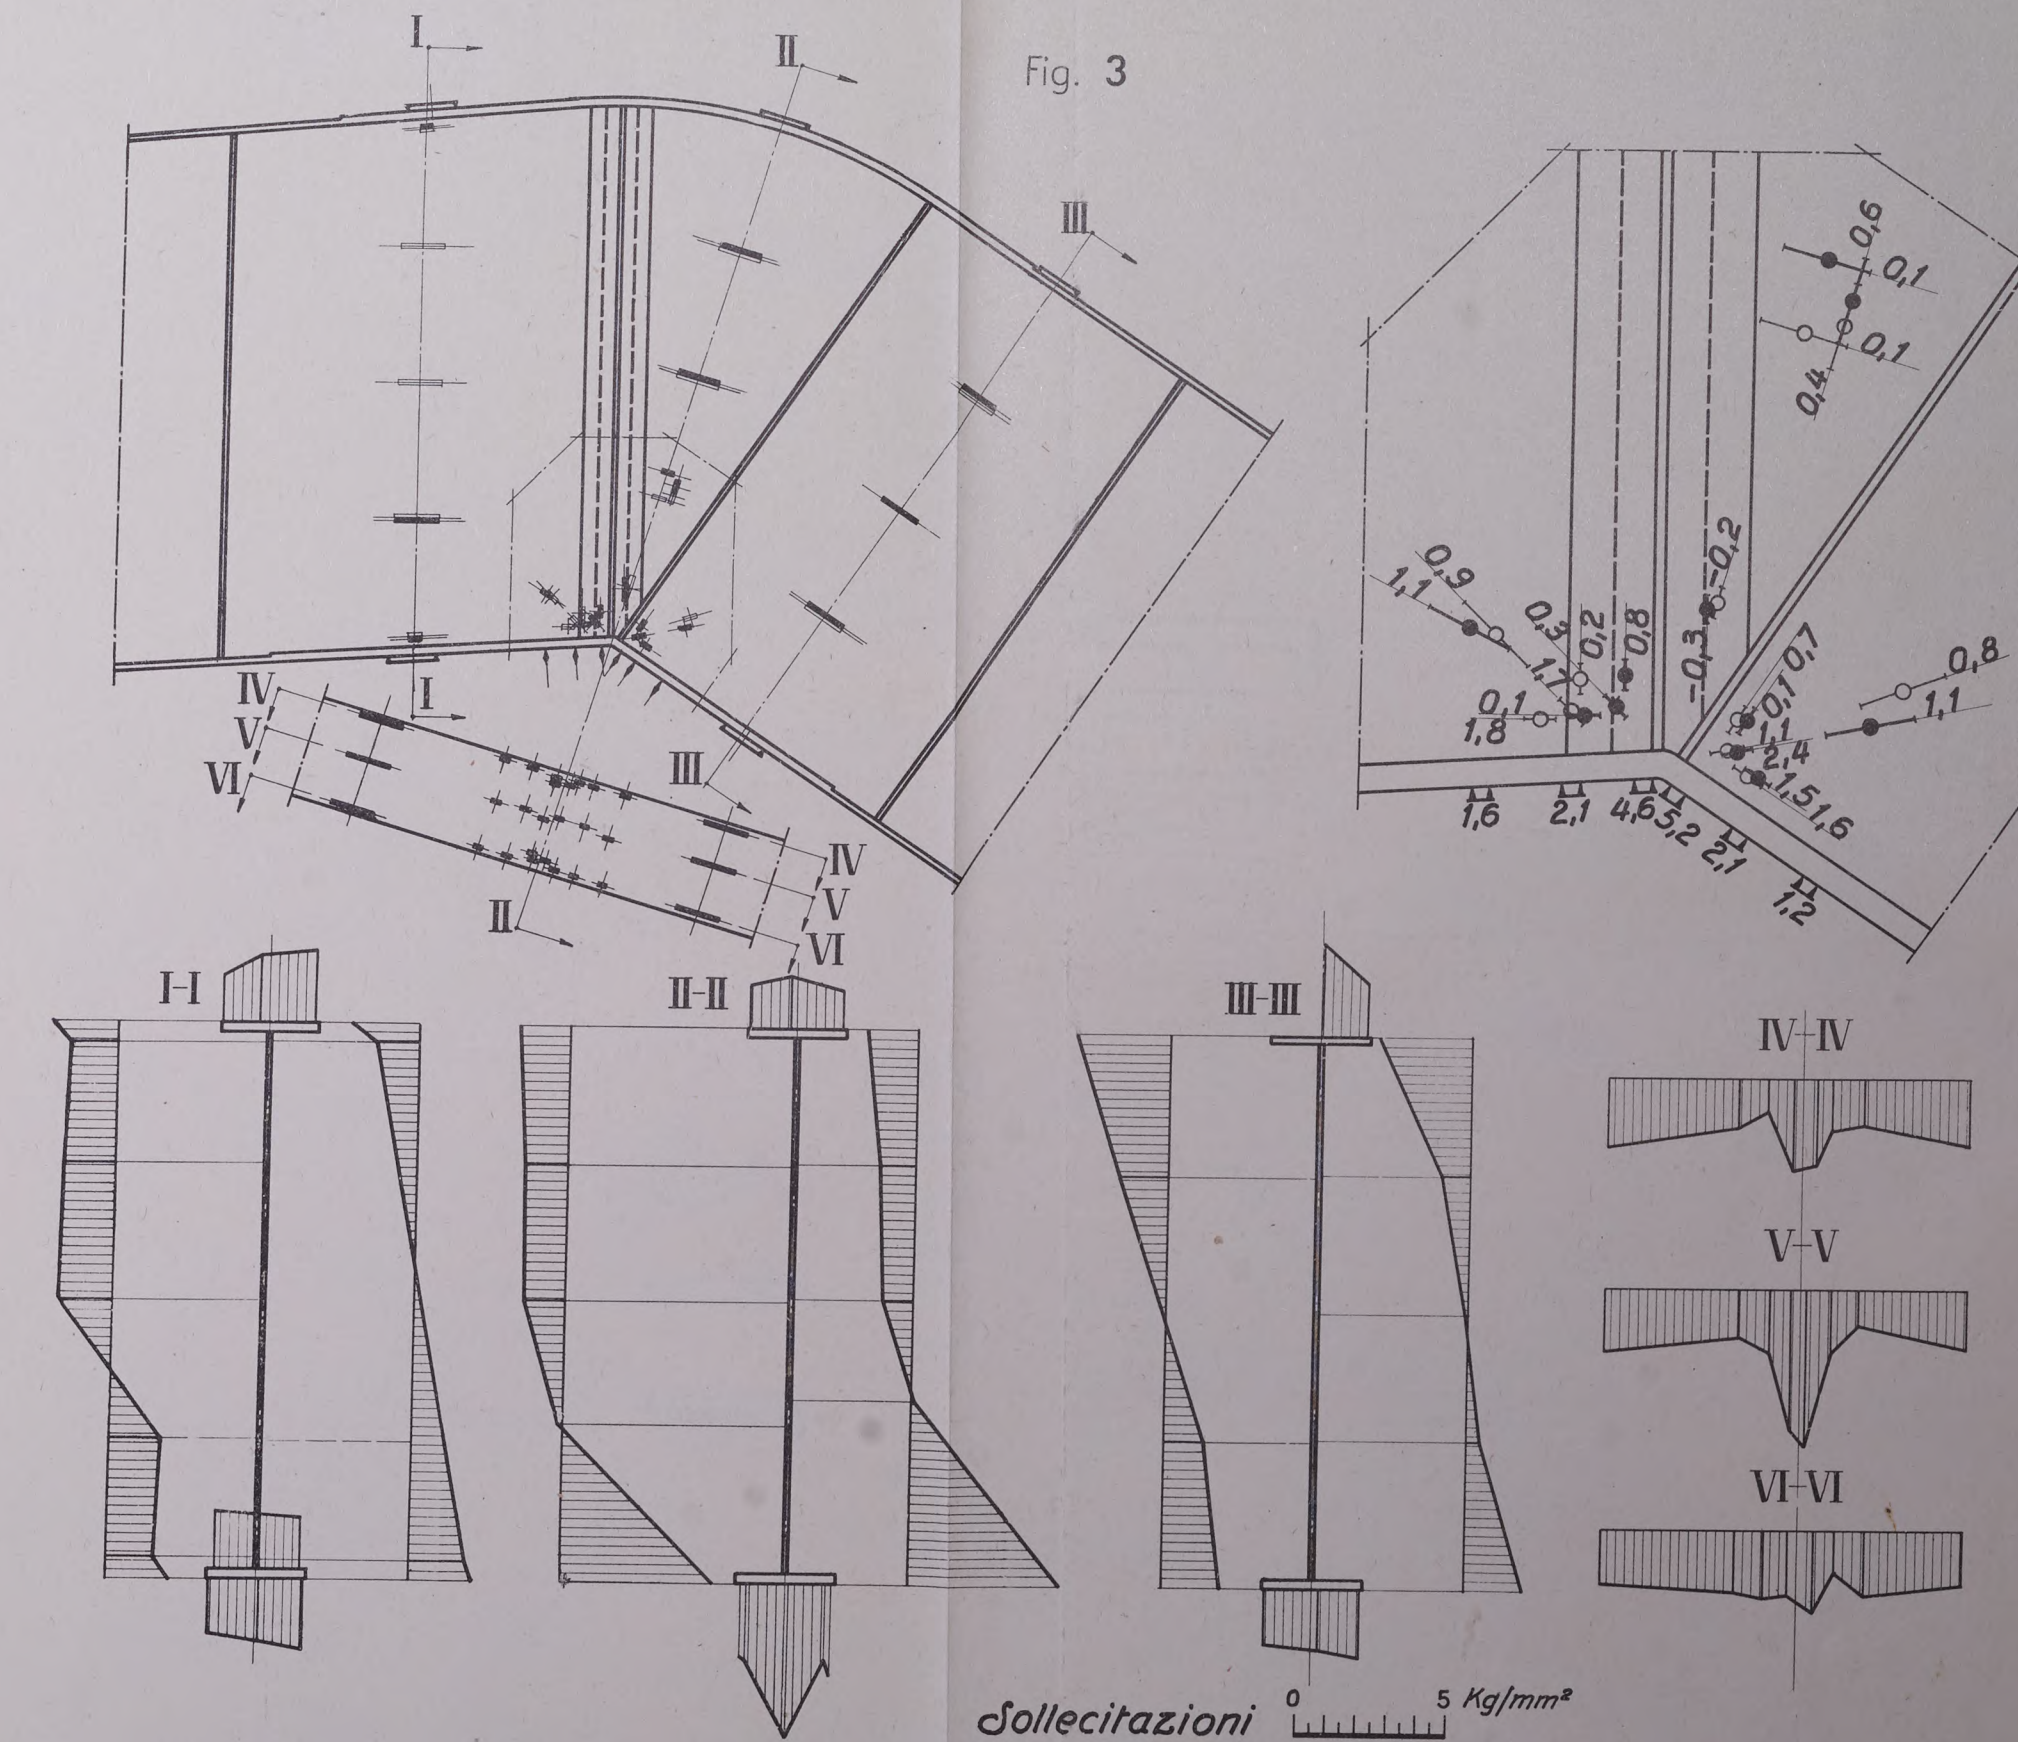 Fig. 3
I
II
III
I
II
III
IV
V
VI
IV
V
VI
0,6
0,1
0,1
0,4
0,9
1,1
0,3
0,2
0,8
1,7
-0,3
-0,2
0,1
1,8
0,7
0,1
1,1
2,4
1,5
1,6
0,8
1,1
1,6
2,1
4,6
5,2
2,1
1,2
I-I
II-II
III-III
IV-IV
V-V
VI-VI
Sollecitazioni 0 5 Kg/mm²